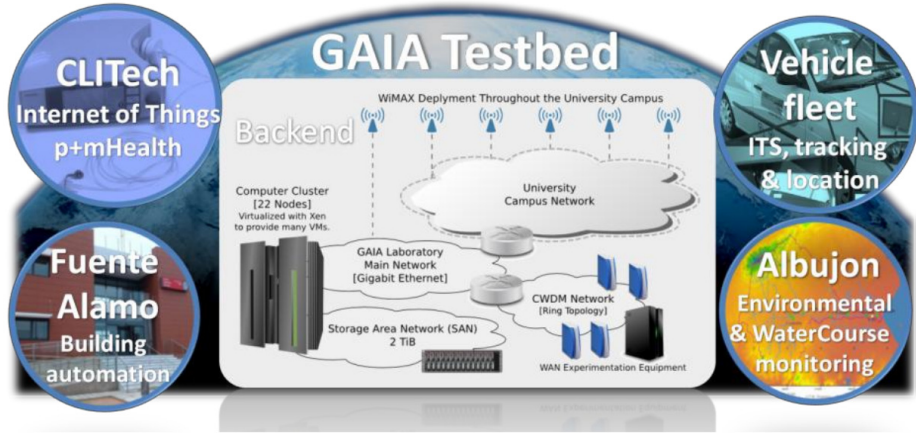 GAIA Testbed
CLITech
Internet of Things
p+mHealth
Fuente
Alamo
Building
automation
Backend
WiMAX Deplyment Throughout the University Campus
Computer Cluster
[22 Nodes]
Virtualized with Xen
to provide many VMs.
University
Campus Network
GAIA Laboratory
Main Network
[Gigabit Ethernet]
CWDM Network
[Ring Topology]
Storage Area Network (SAN)
2 TiB
WAN Experimentation Equipment
Vehicle
fleet
ITS, tracking
& location
Albujon
Environmental
& WaterCourse
monitoring